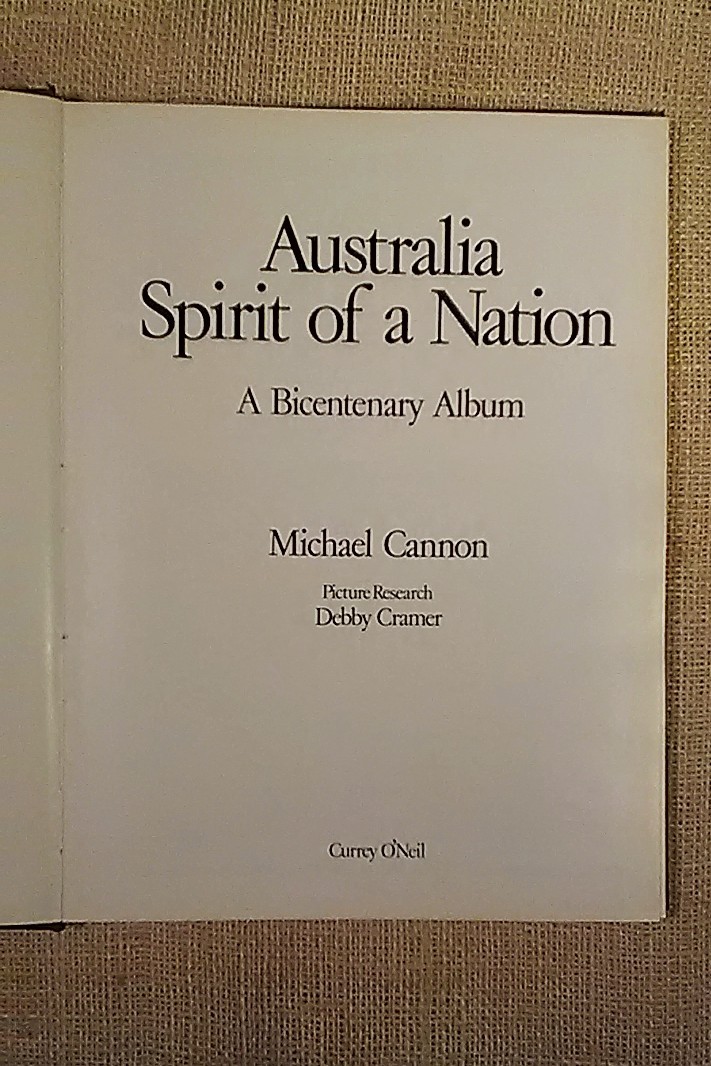 Australia
Spirit of a Nation
A Bicentenary Album
Michael Cannon
Picture Research
Debby Cramer
Currey O'Neil